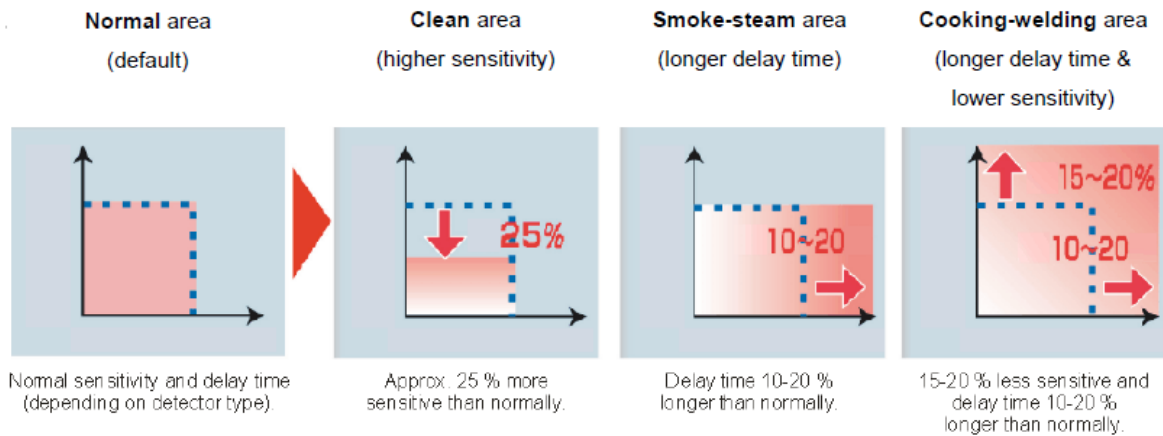 Normal area
(default)
Clean area
(higher sensitivity)
Smoke-steam area
(longer delay time)
Cooking-welding area
(longer delay time &
lower sensitivity)
25%
10~20
15~20%
10~20
Normal sensitivity and delay time
(depending on detector type).
Approx. 25 % more
sensitive than normally.
Delay time 10-20 %
longer than normally.
15-20 % less sensitive and
delay time 10-20 %
longer than normally.